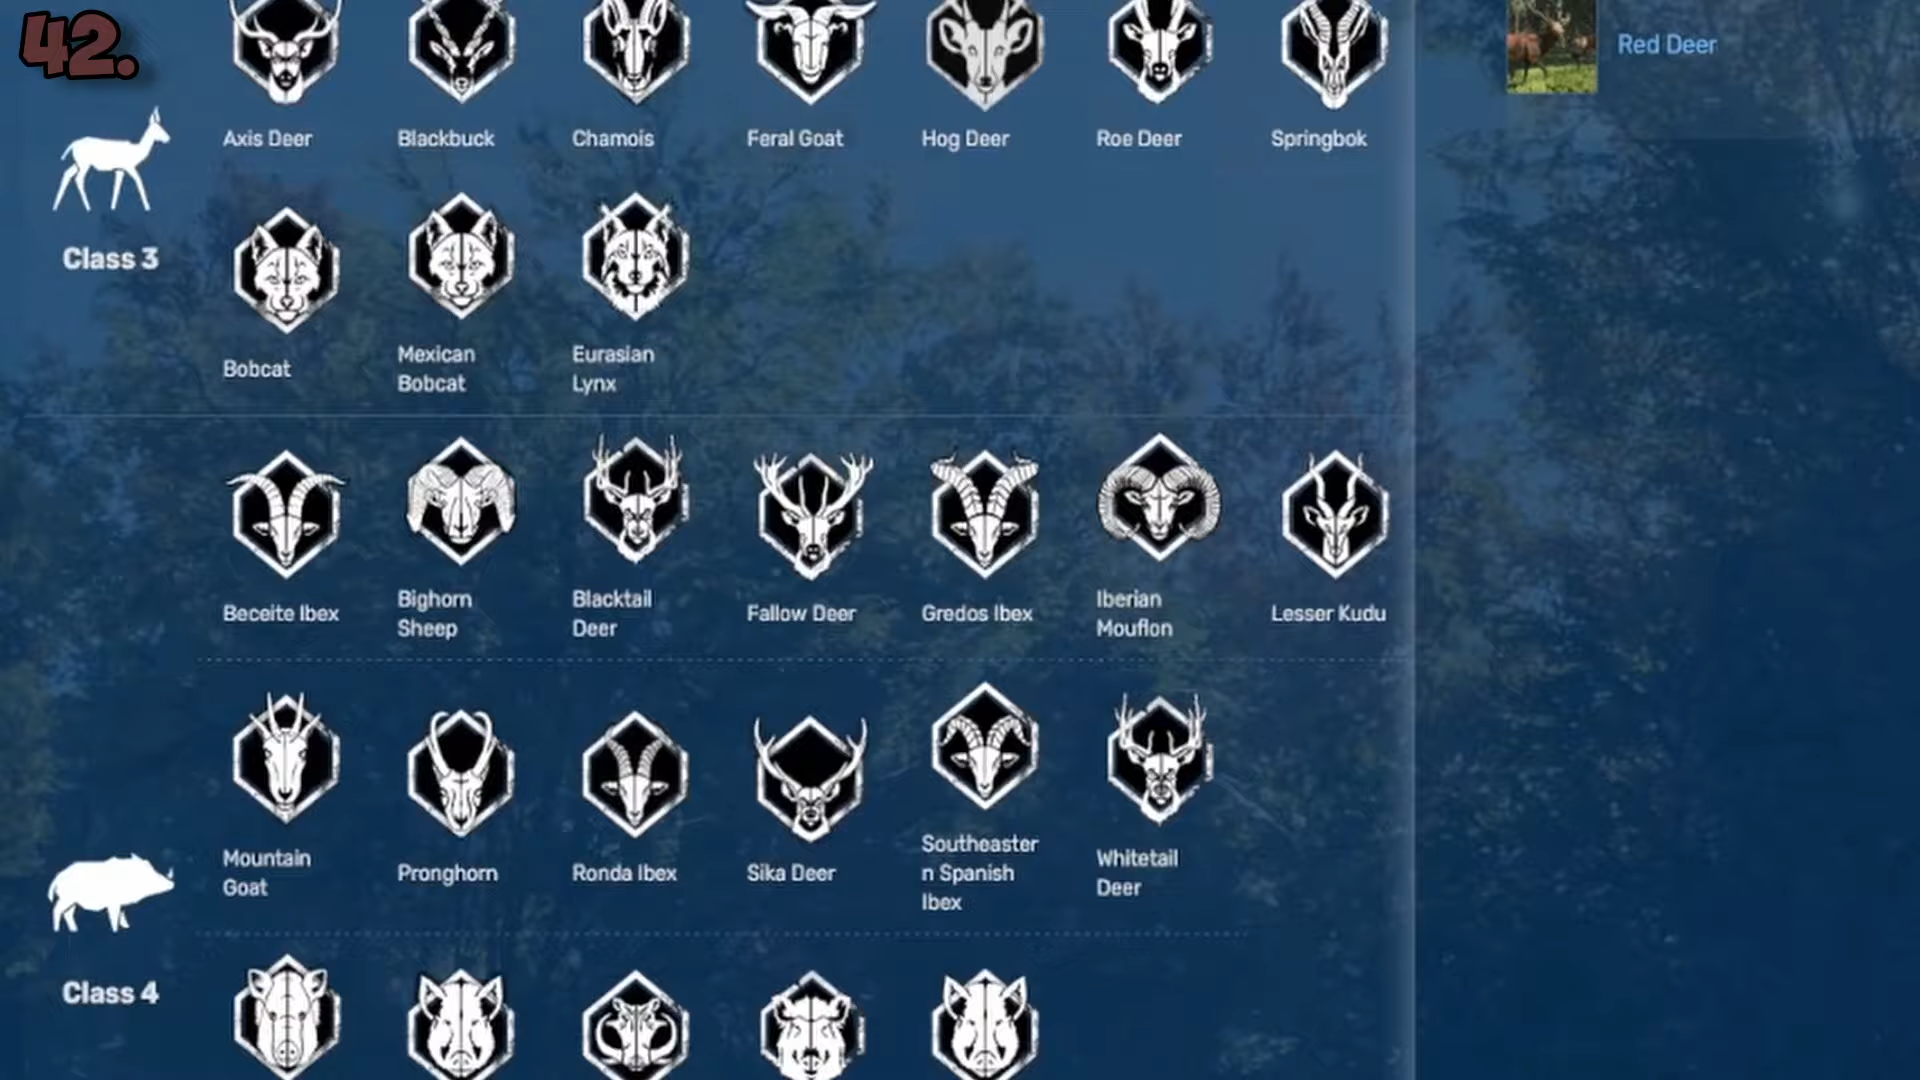 42.
Red Deer
Axis Deer
Blackbuck
Chamois
Feral Goat
Hog Deer
Roe Deer
Springbok
Class 3
Bobcat
Mexican
Bobcat
Eurasian
Lynx
Beceite Ibex
Bighorn
Sheep
Blacktail
Deer
Fallow Deer
Gredos Ibex
Iberian
Mouflon
Lesser Kudu
Mountain
Goat
Pronghorn
Ronda Ibex
Sika Deer
Southeaster
n Spanish
Ibex
Whitetail
Deer
Class 4